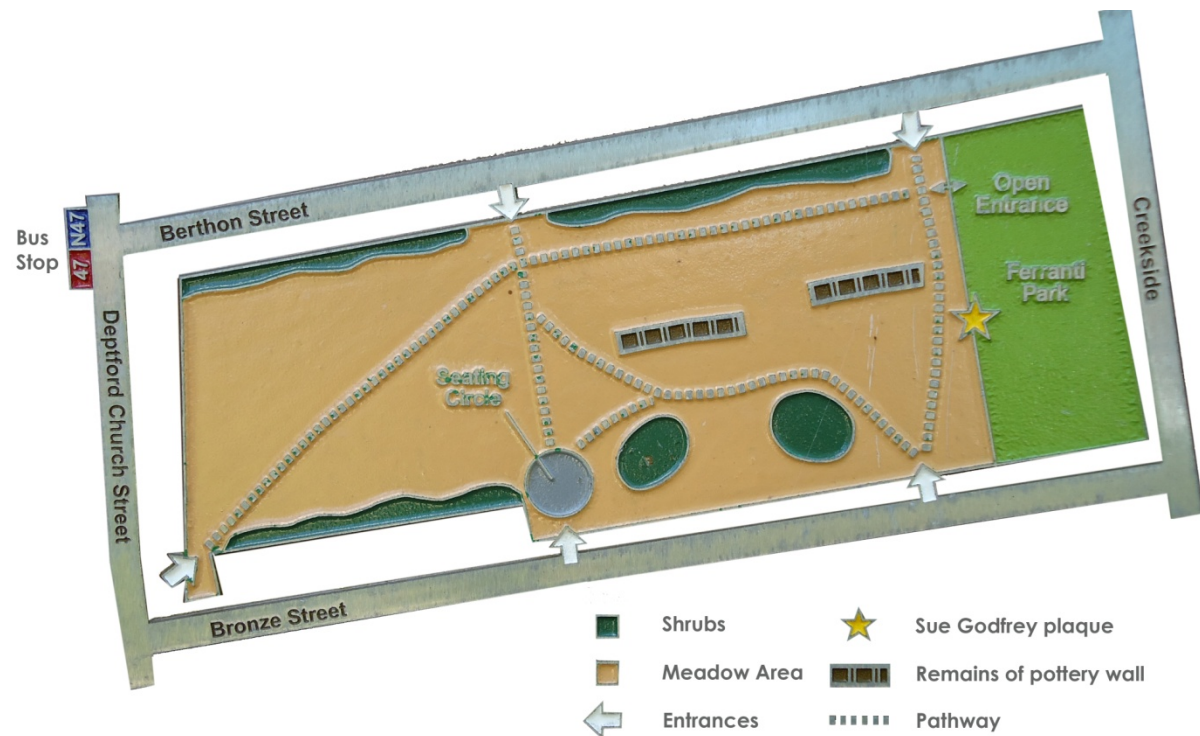 Bus
Stop
N47
47
Berthon Street
Deptford Church Street
Bronze Street
Creekside
Open
Entrance
Ferranti
Park
Seating
Circle
Shrubs
Sue Godfrey plaque
Meadow Area
Remains of pottery wall
Entrances
Pathway